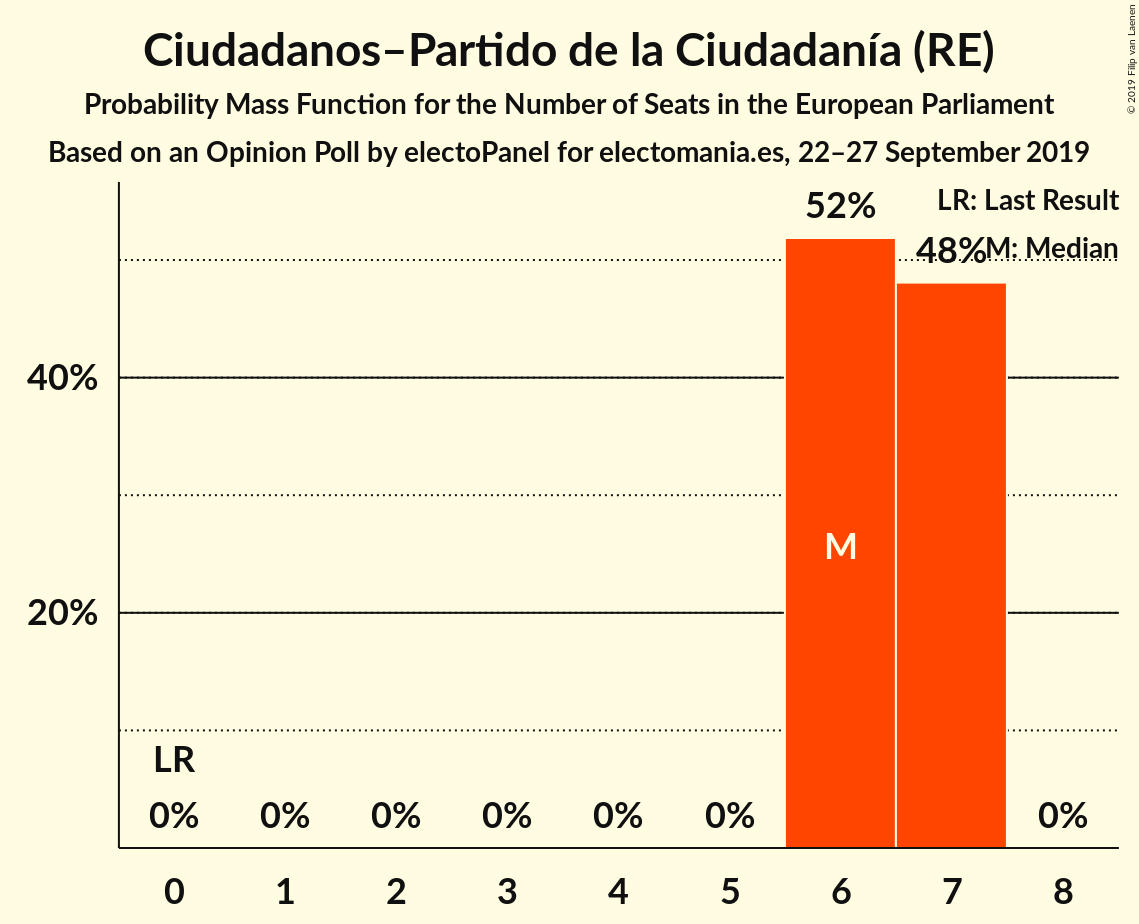 Ciudadanos–Partido de la Ciudadanía (RE)
Probability Mass Function for the Number of Seats in the European Parliament
Based on an Opinion Poll by electoPanel for electomania.es, 22–27 September 2019
© 2019 Filip van Laenen
LR: Last Result
M: Median
52%
48%
40%
20%
M
LR
0% 0% 0% 0% 0% 0% 0%
0 1 2 3 4 5 6 7 8